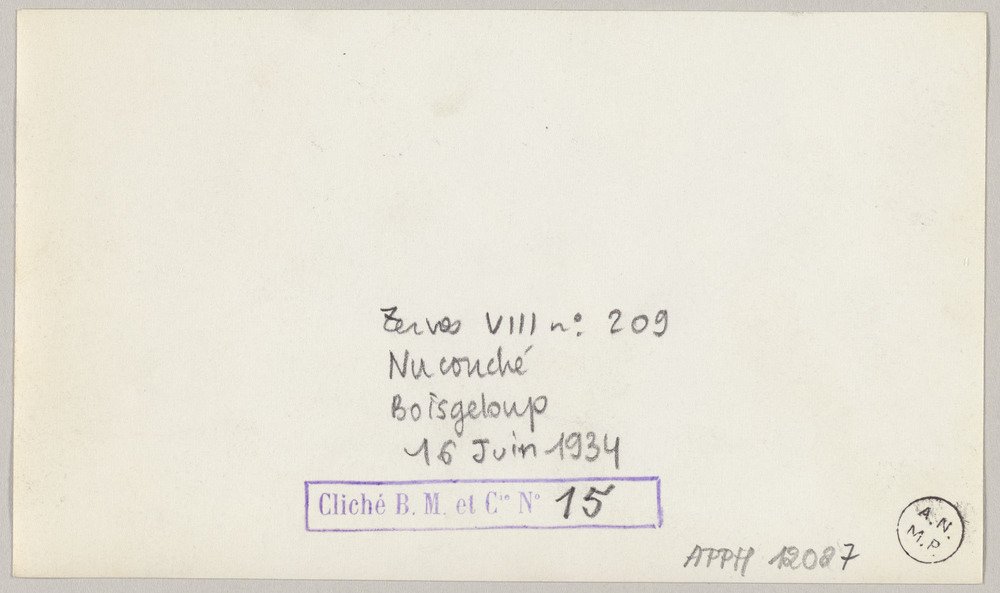 Zervos VIII n° 209
Nu couché
Boisgeloup
16 Juin 1934
Cliché B. M. et Cie N° 15
APPH 12087
A.N.
M.P.